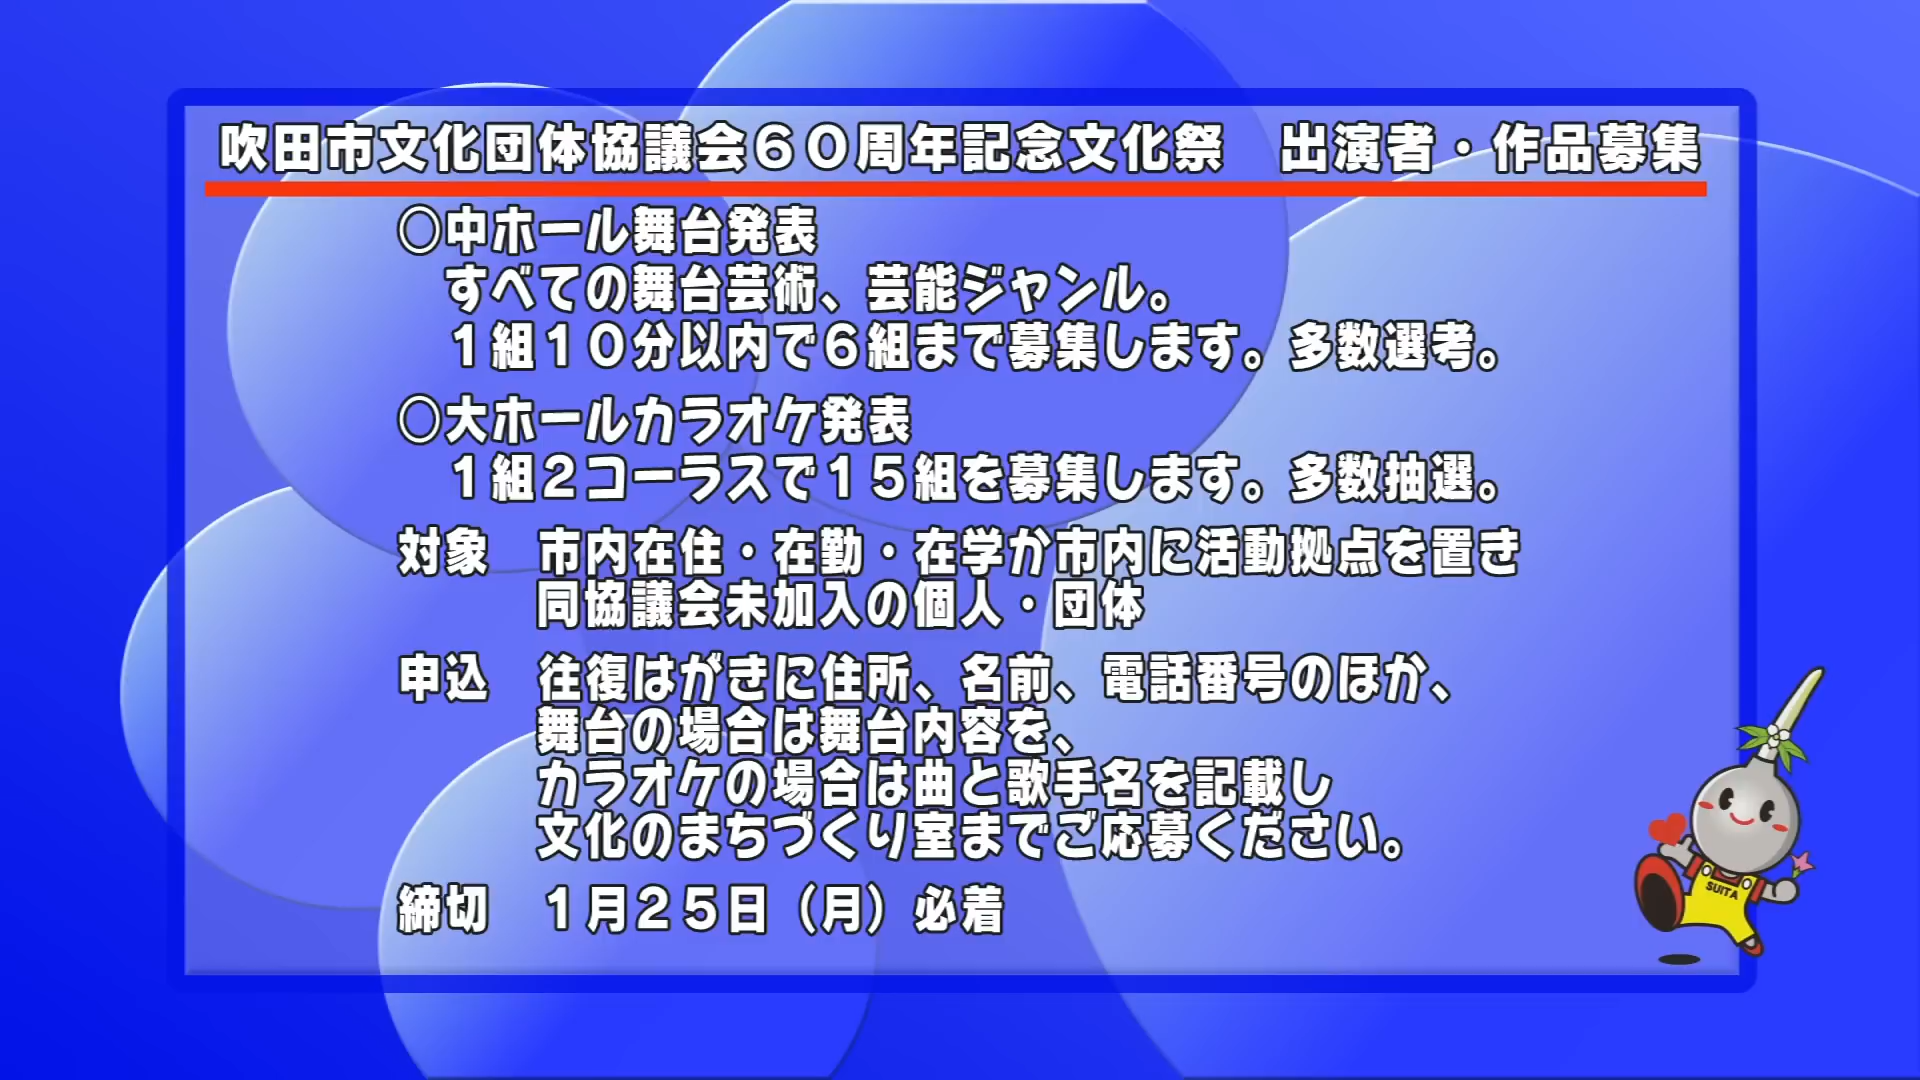 吹田市文化団体協議会６０周年記念文化祭　出演者・作品募集
○中ホール舞台発表
すべての舞台芸術、芸能ジャンル。
１組１０分以内で６組まで募集します。多数選考。
○大ホールカラオケ発表
１組２コーラスで１５組を募集します。多数抽選。
対象　市内在住・在勤・在学か市内に活動拠点を置き
同協議会未加入の個人・団体
申込　往復はがきに住所、名前、電話番号のほか、
舞台の場合は舞台内容を、
カラオケの場合は曲と歌手名を記載し
文化のまちづくり室までご応募ください。
SUITA
締切　１月２５日（月）必着